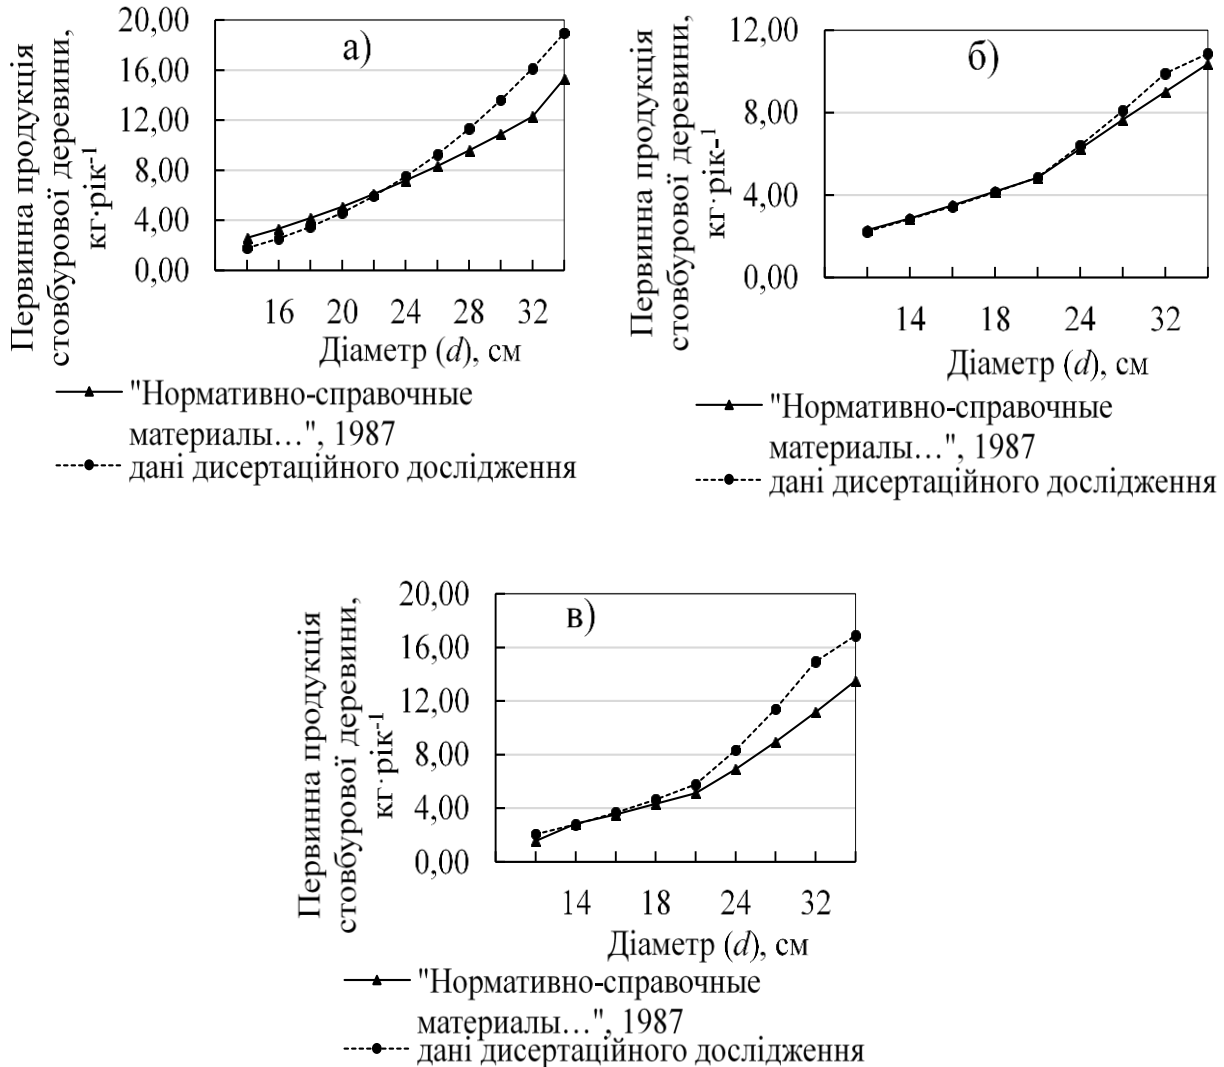 Первинна продукція
стовбурової деревини,
кг·рік-1
20,00
16,00
12,00
8,00
4,00
0,00
а)
16 20 24 28 32
Діаметр (d), см
"Нормативно-справочные
материалы…", 1987
дані дисертаційного дослідження
Первинна продукція
стовбурової деревини,
кг·рік-1
12,00
8,00
4,00
0,00
б)
14 18 24 32
Діаметр (d), см
"Нормативно-справочные
материалы…", 1987
дані дисертаційного дослідження
Первинна продукція
стовбурової деревини,
кг·рік-1
20,00
16,00
12,00
8,00
4,00
0,00
в)
14 18 24 32
Діаметр (d), см
"Нормативно-справочные
материалы…", 1987
дані дисертаційного дослідження